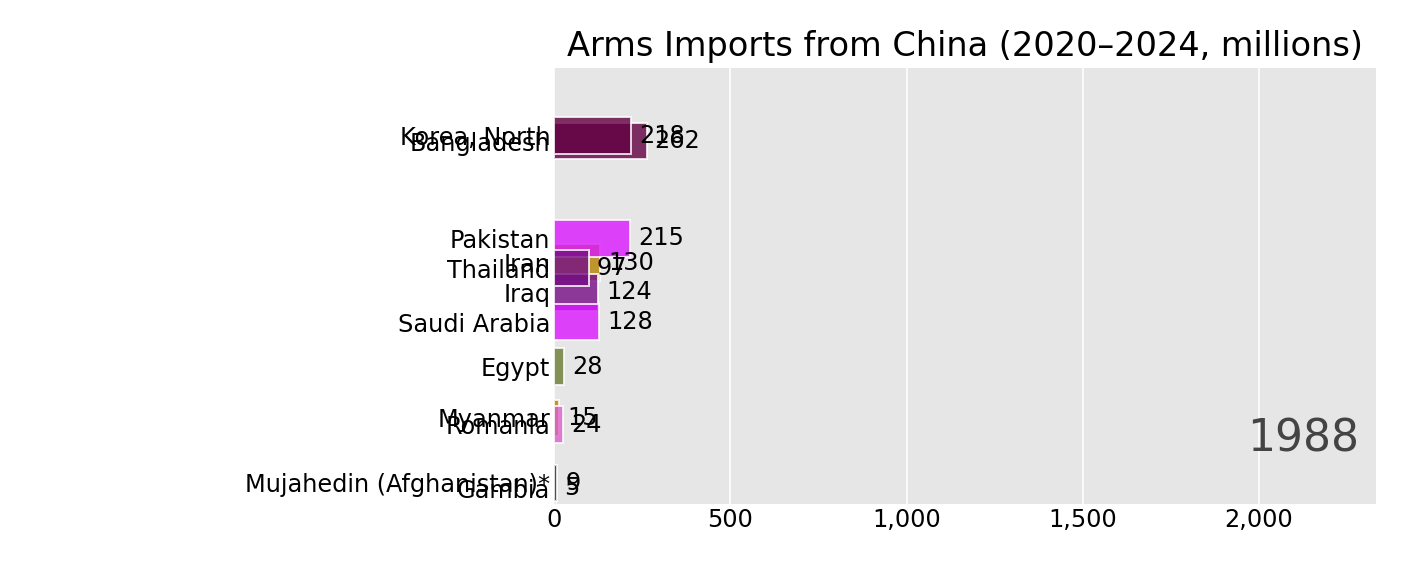 Arms Imports from China (2020–2024, millions)
Korea, North 218
Bangladesh 262
Pakistan 215
Iran 130
Thailand 97
Iraq 124
Saudi Arabia 128
Egypt 28
Myanmar 15
Romania 24
Mujahedin (Afghanistan)* 9
Gambia
1988
0 500 1,000 1,500 2,000